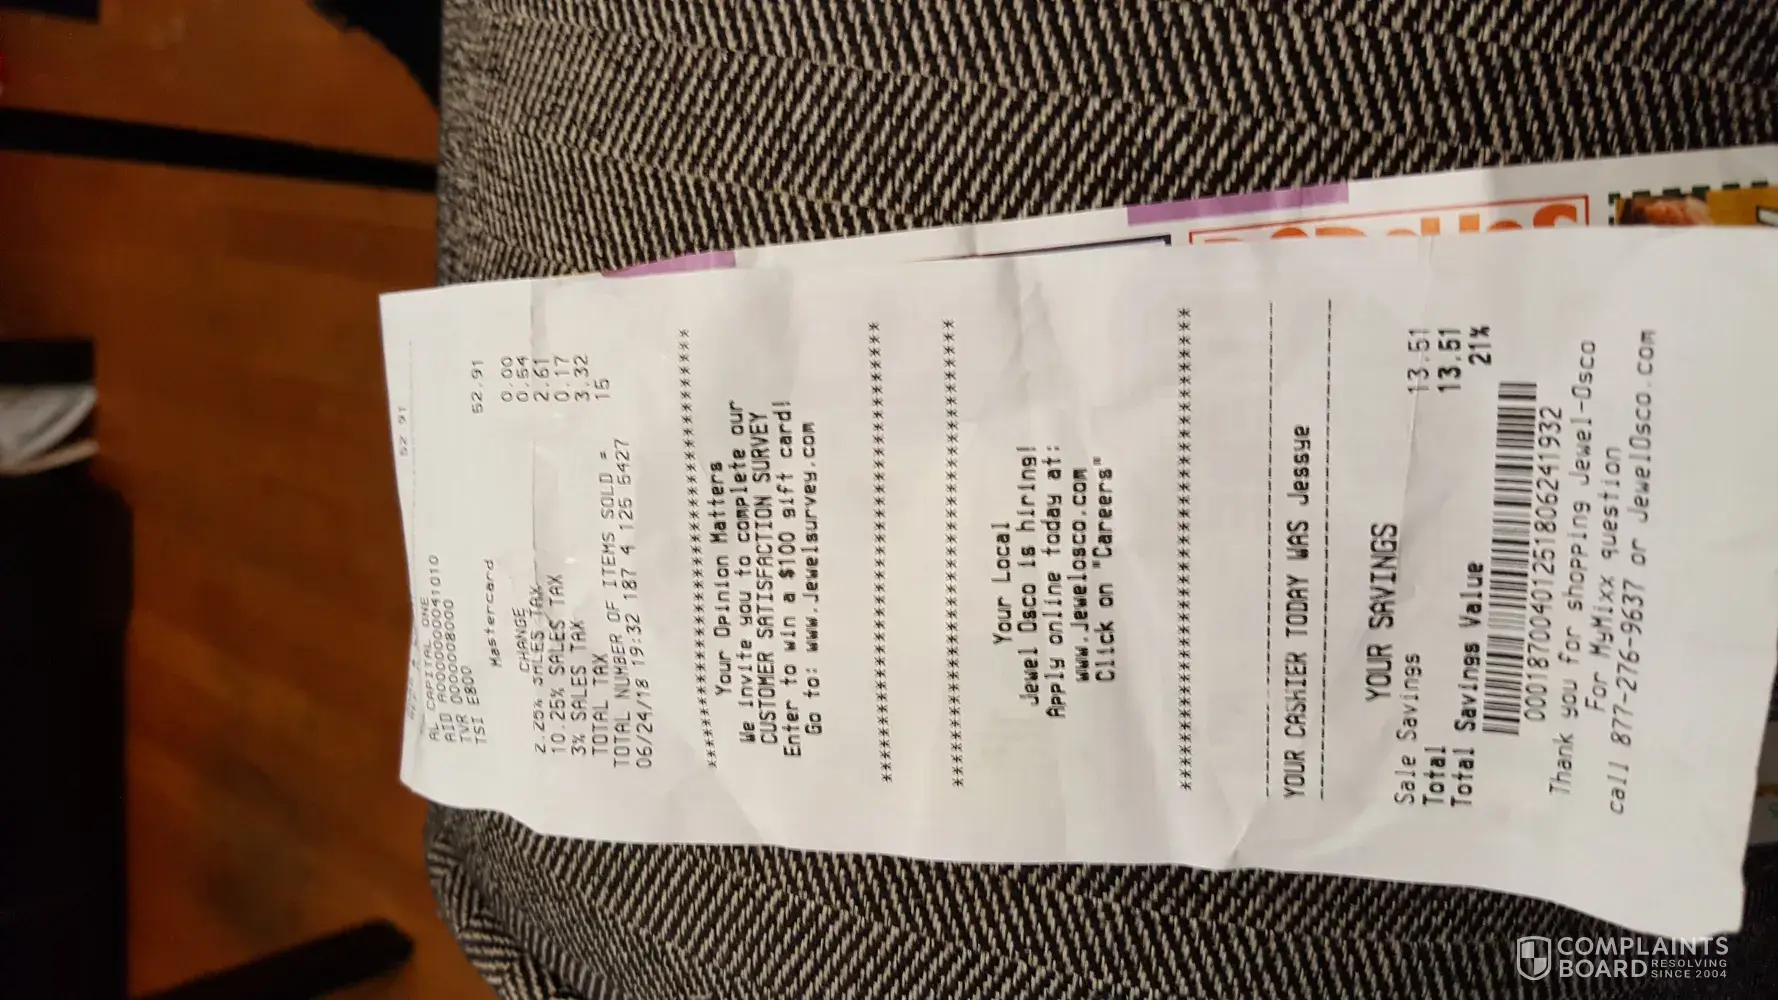 52.91
AL CAPITAL ONE
AID A0000000041010
TVR 0000008000
TSI E800
Mastercard 52.91
CHANGE 0.00
2.25% SALES TAX 0.54
10.25% SALES TAX 2.61
3% SALES TAX 0.17
TOTAL TAX 3.32
TOTAL NUMBER OF ITEMS SOLD = 15
06/24/18 19:32 187 4 125 5427
************************************
Your Opinion Matters
We invite you to complete our
CUSTOMER SATISFACTION SURVEY
Enter to win a $100 gift card!
Go to: www.Jewelsurvey.com
************************************
************************************
Your Local
Jewel Osco is hiring!
Apply online today at:
www.Jewelosco.com
Click on "Careers"
************************************
YOUR CASHIER TODAY WAS Jessye
YOUR SAVINGS
Sale Savings 13.51
Total 13.51
Total Savings Value 21%
00018700401251806241932
Thank you for shopping Jewel-Osco
For MyMixx question
call 877-276-9637 or JewelOsco.com
COMPLAINTS
BOARD RESOLVING
SINCE 2004